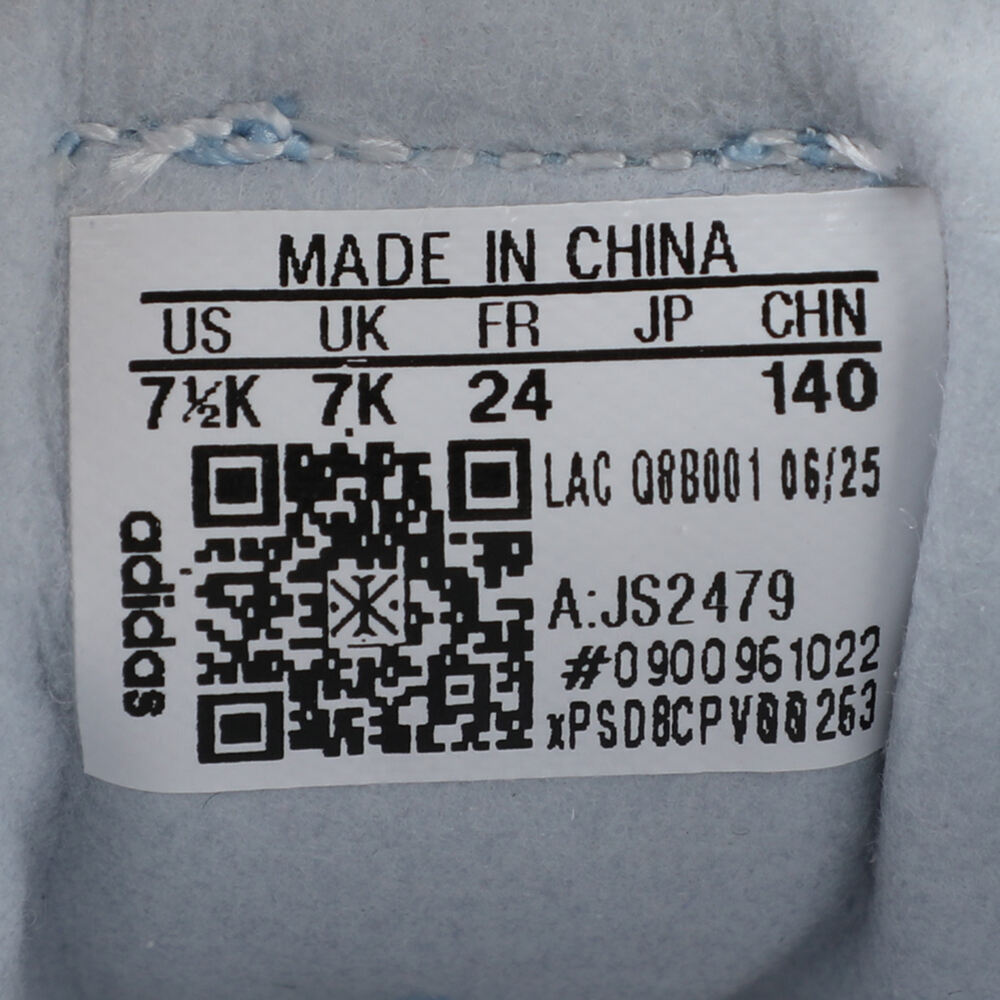 MADE IN CHINA
US UK FR JP CHN
7½K 7K 24 140
LAC Q8B001 06/25
adidas
A:JS2479
#0900961022
xPSD8CPV00263